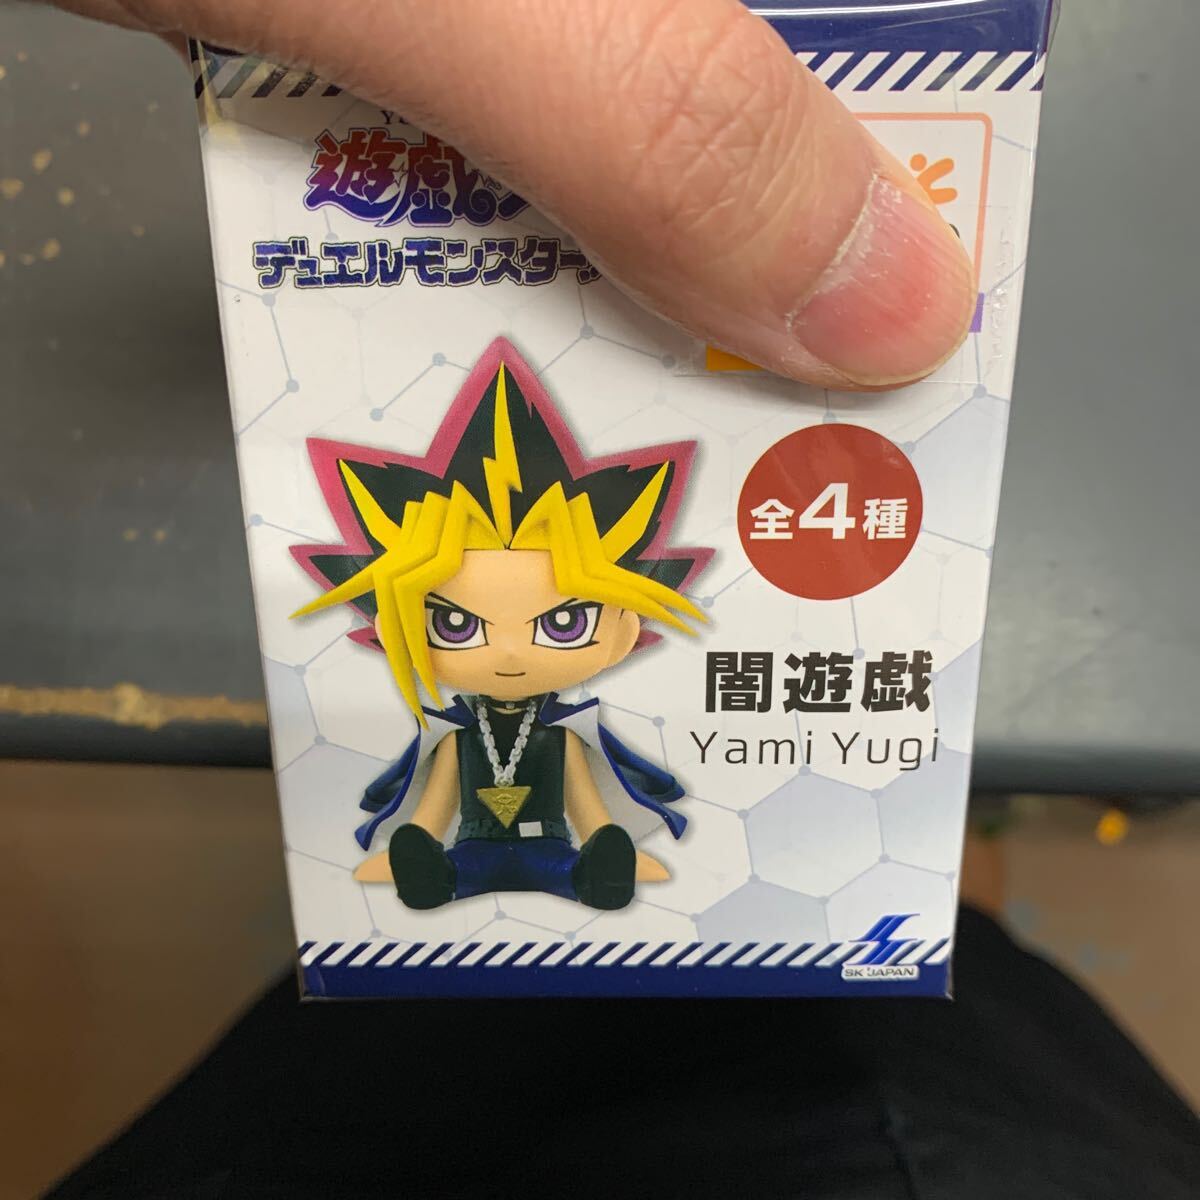 遊戯
デュエルモンスターズ
全4種
闇遊戯
Yami Yugi
SK JAPAN